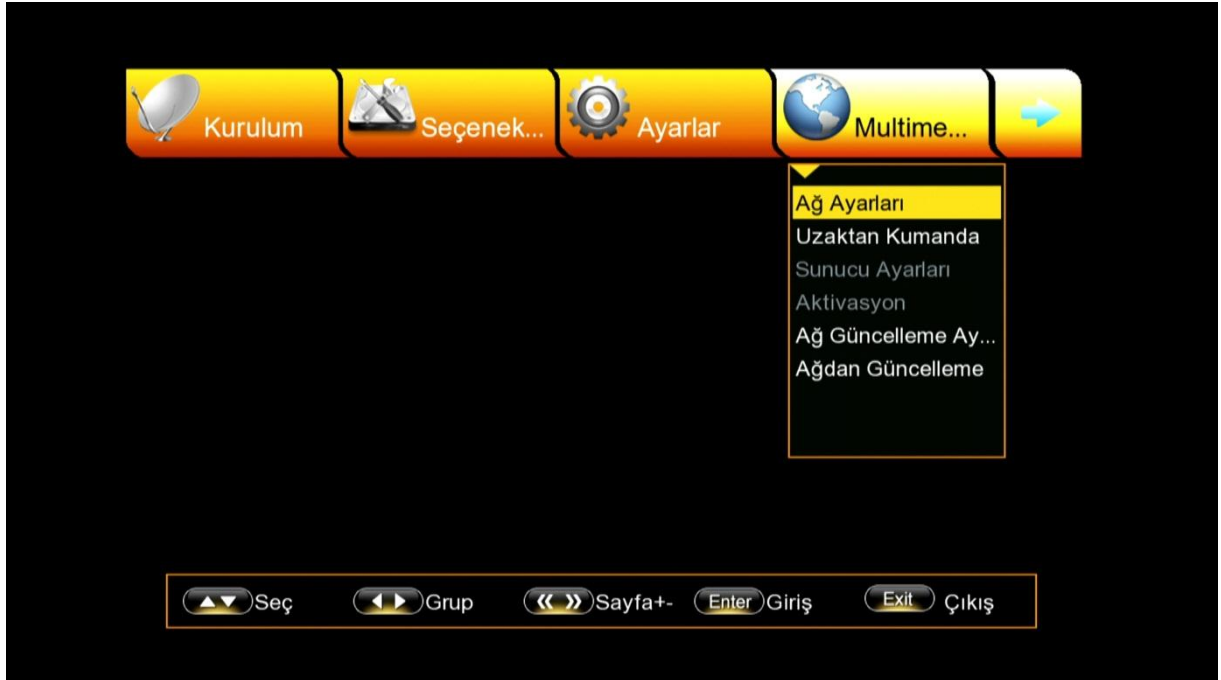 Kurulum
Seçenek...
Ayarlar
Multime...
Ağ Ayarları
Uzaktan Kumanda
Sunucu Ayarları
Aktivasyon
Ağ Güncelleme Ay...
Ağdan Güncelleme
Seç Grup Sayfa+- Enter Giriş Exit Çıkış